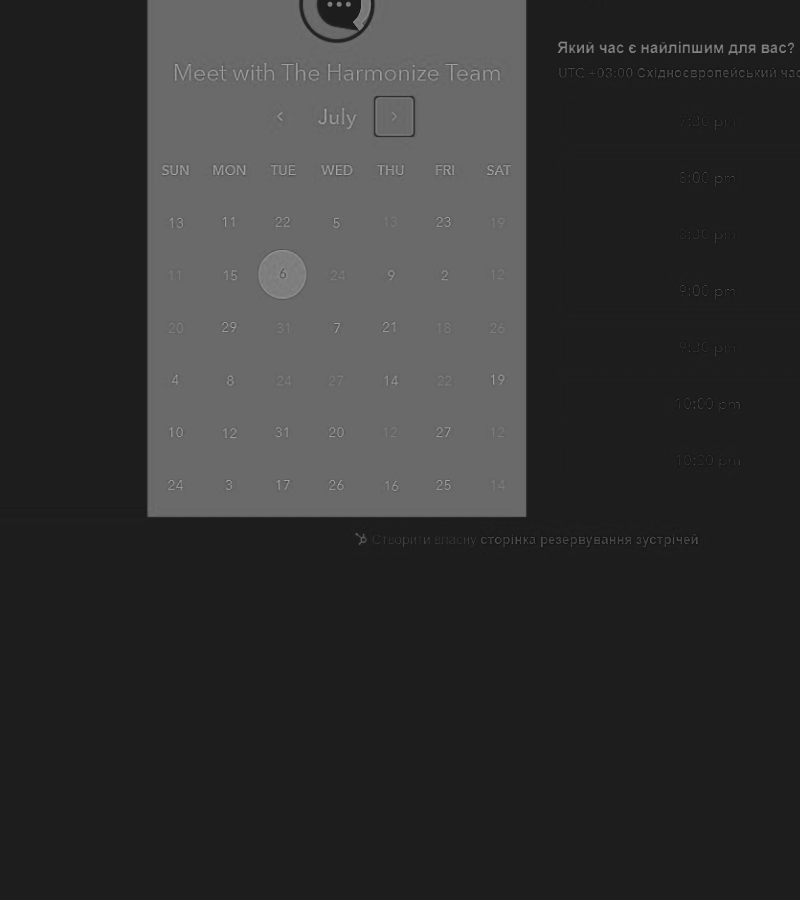 Meet with The Harmonize Team
July
SUN MON TUE WED THU FRI SAT
13 11 22 5 13 23 19
11 15 6 24 9 2 12
20 29 31 7 21 18 26
4 8 24 27 14 22 19
10 12 31 20 12 27 12
24 3 17 26 16 25 14
Який час є найліпшим для вас?
UTC +03:00 Східноєвропейський час
7:30 pm
8:00 pm
8:30 pm
9:00 pm
9:30 pm
10:00 pm
10:30 pm
Створити власну сторінка резервування зустрічей